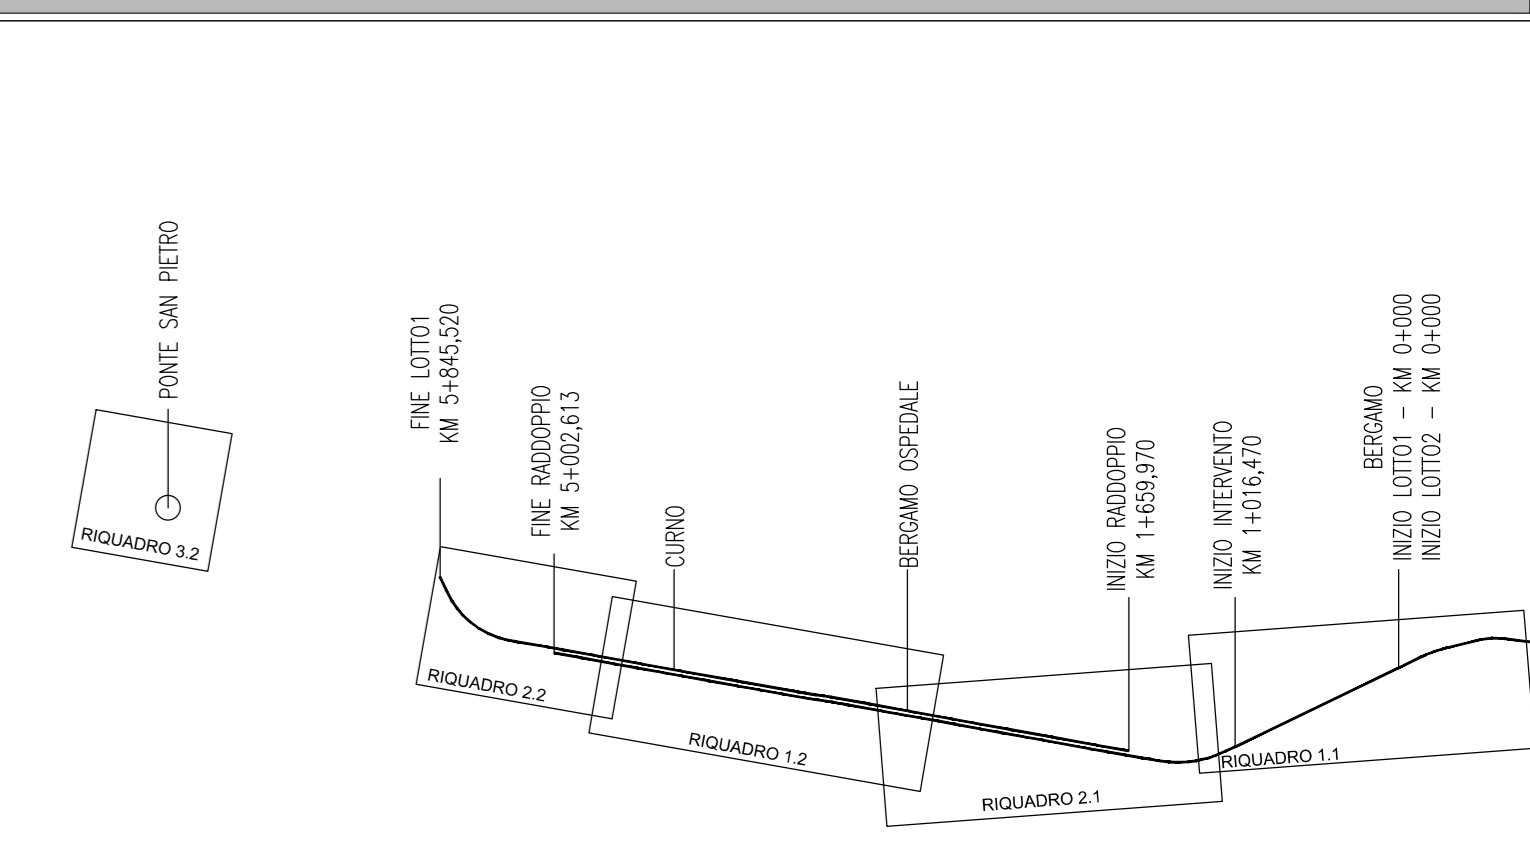 PONTE SAN PIETRO
RIQUADRO 3.2
FINE LOTTO1
KM 5+845,520
FINE RADDOPPIO
KM 5+002,613
RIQUADRO 2.2
CURNO
RIQUADRO 1.2
BERGAMO OSPEDALE
RIQUADRO 2.1
INIZIO RADDOPPIO
KM 1+659,970
INIZIO INTERVENTO
KM 1+016,470
RIQUADRO 1.1
BERGAMO
INIZIO LOTTO1 - KM 0+000
INIZIO LOTTO2 - KM 0+000